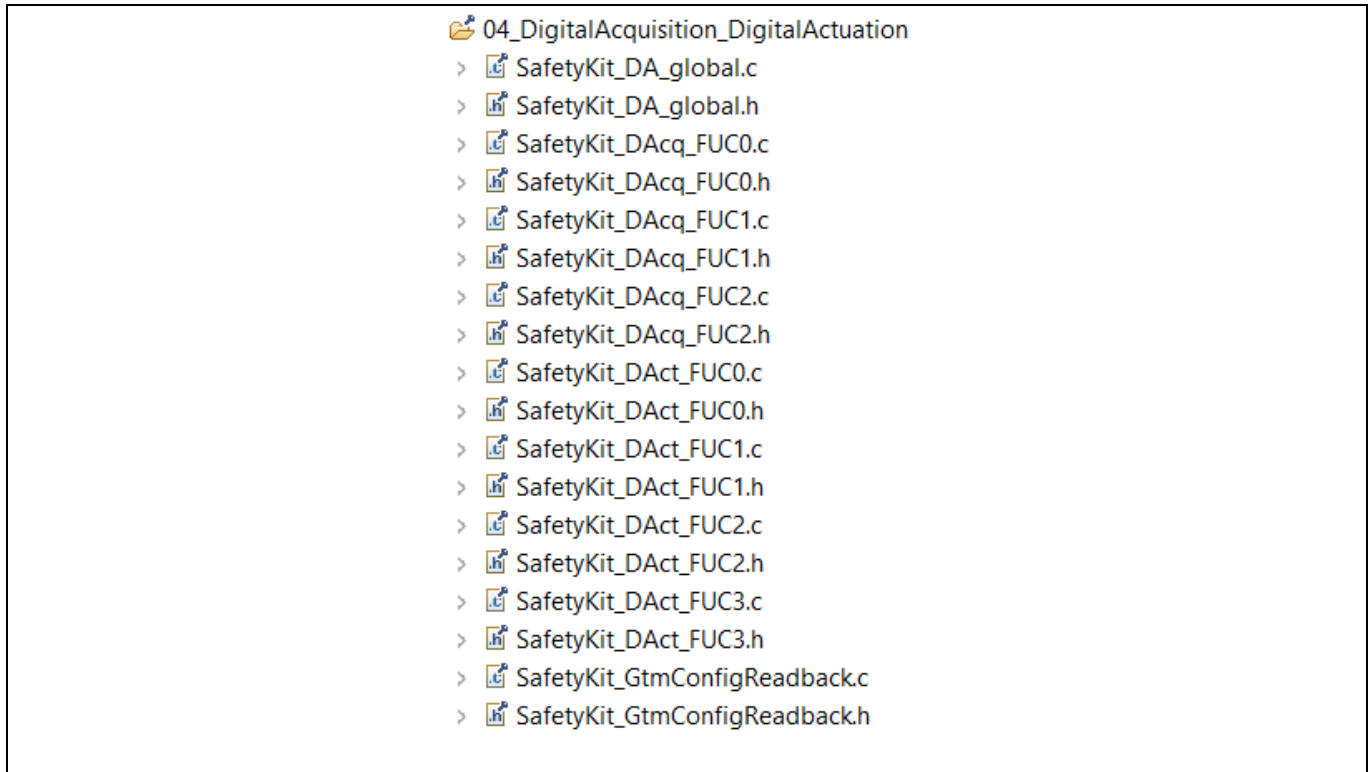 04_DigitalAcquisition_DigitalActuation
SafetyKit_DA_global.c
SafetyKit_DA_global.h
SafetyKit_DAcq_FUC0.c
SafetyKit_DAcq_FUC0.h
SafetyKit_DAcq_FUC1.c
SafetyKit_DAcq_FUC1.h
SafetyKit_DAcq_FUC2.c
SafetyKit_DAcq_FUC2.h
SafetyKit_DAct_FUC0.c
SafetyKit_DAct_FUC0.h
SafetyKit_DAct_FUC1.c
SafetyKit_DAct_FUC1.h
SafetyKit_DAct_FUC2.c
SafetyKit_DAct_FUC2.h
SafetyKit_DAct_FUC3.c
SafetyKit_DAct_FUC3.h
SafetyKit_GtmConfigReadback.c
SafetyKit_GtmConfigReadback.h